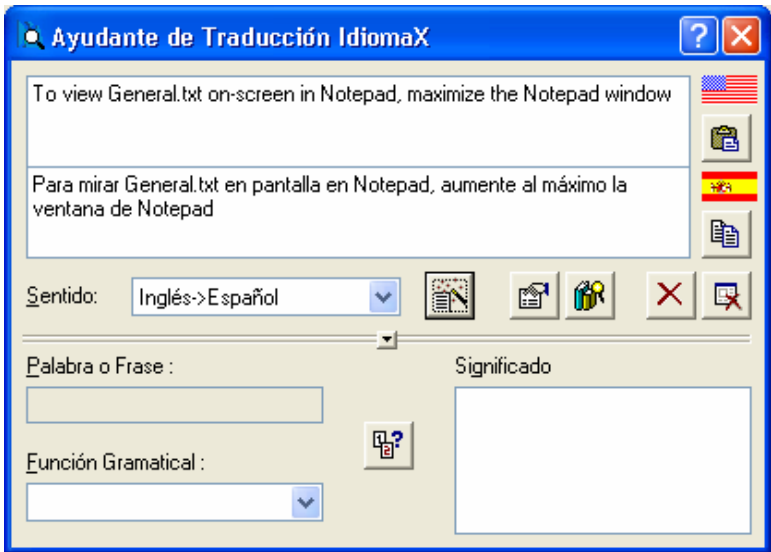 Ayudante de Traducción IdiomaX
To view General.txt on-screen in Notepad, maximize the Notepad window
Para mirar General.txt en pantalla en Notepad, aumente al máximo la
ventana de Notepad
Sentido:
Inglés->Español
Palabra o Frase :
Significado
Función Gramatical :